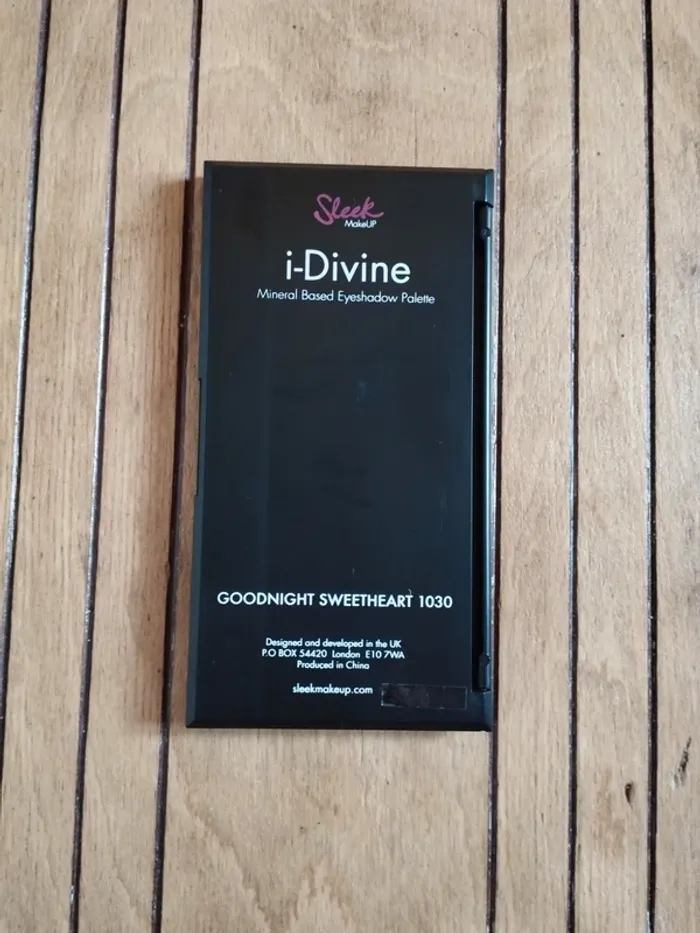 Sleek
MakeUP
i-Divine
Mineral Based Eyeshadow Palette
GOODNIGHT SWEETHEART 1030
Designed and developed in the UK
P.O BOX 54420 London E10 7WA
Produced in China
sleekmakeup.com